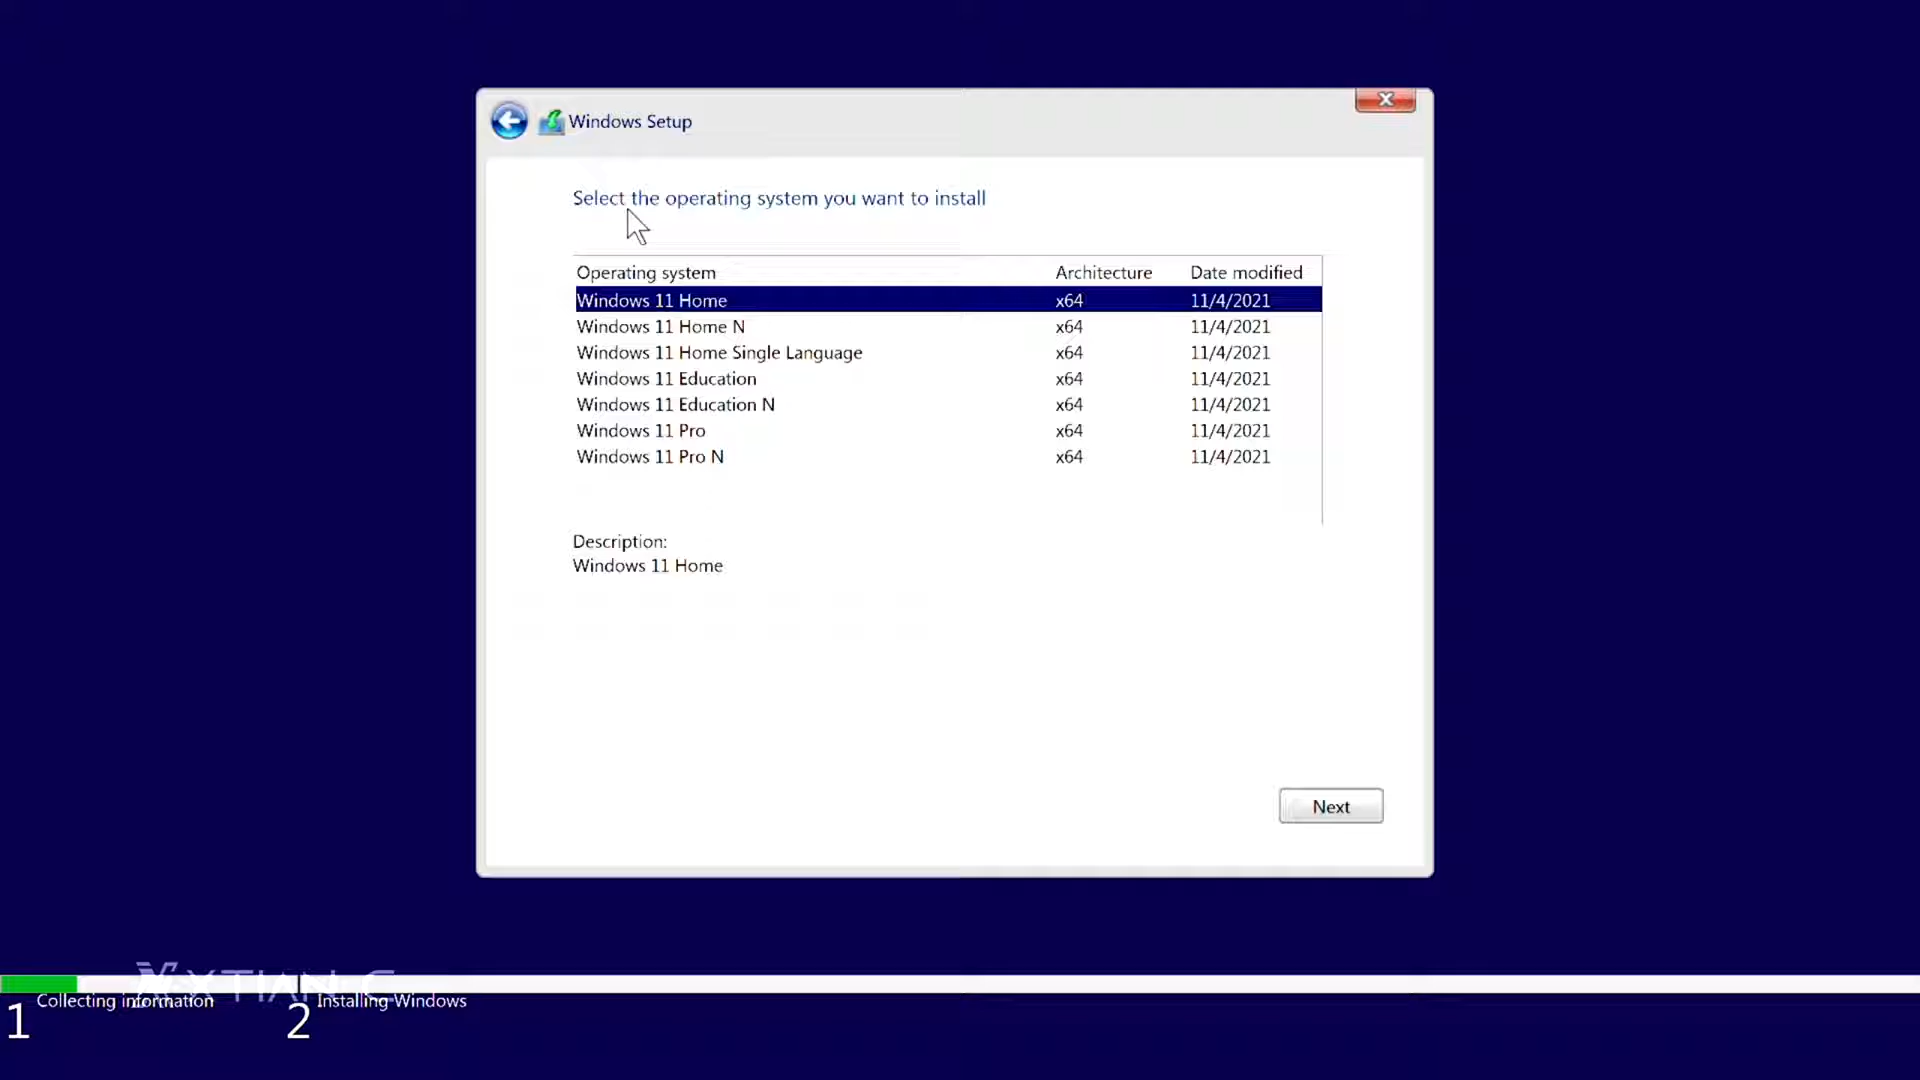 Windows Setup
Select the operating system you want to install
Operating system Architecture Date modified
Windows 11 Home x64 11/4/2021
Windows 11 Home N x64 11/4/2021
Windows 11 Home Single Language x64 11/4/2021
Windows 11 Education x64 11/4/2021
Windows 11 Education N x64 11/4/2021
Windows 11 Pro x64 11/4/2021
Windows 11 Pro N x64 11/4/2021
Description:
Windows 11 Home
Next
XTIAN C
1 Collecting information 2 Installing Windows